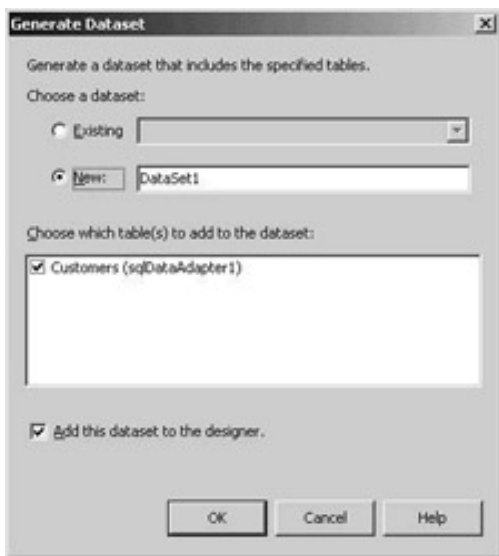 Generate Dataset
Generate a dataset that includes the specified tables.
Choose a dataset:
Existing
New: DataSet1
Choose which table(s) to add to the dataset:
Customers (sqlDataAdapter1)
Add this dataset to the designer.
OK Cancel Help